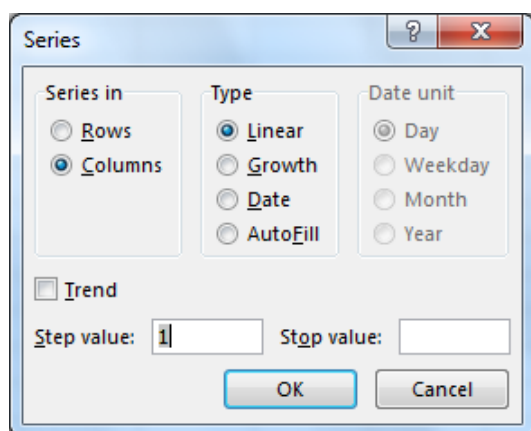 Series
?
Series in
Rows
Columns
Type
Linear
Growth
Date
AutoFill
Date unit
Day
Weekday
Month
Year
Trend
Step value: 1
Stop value:
OK
Cancel